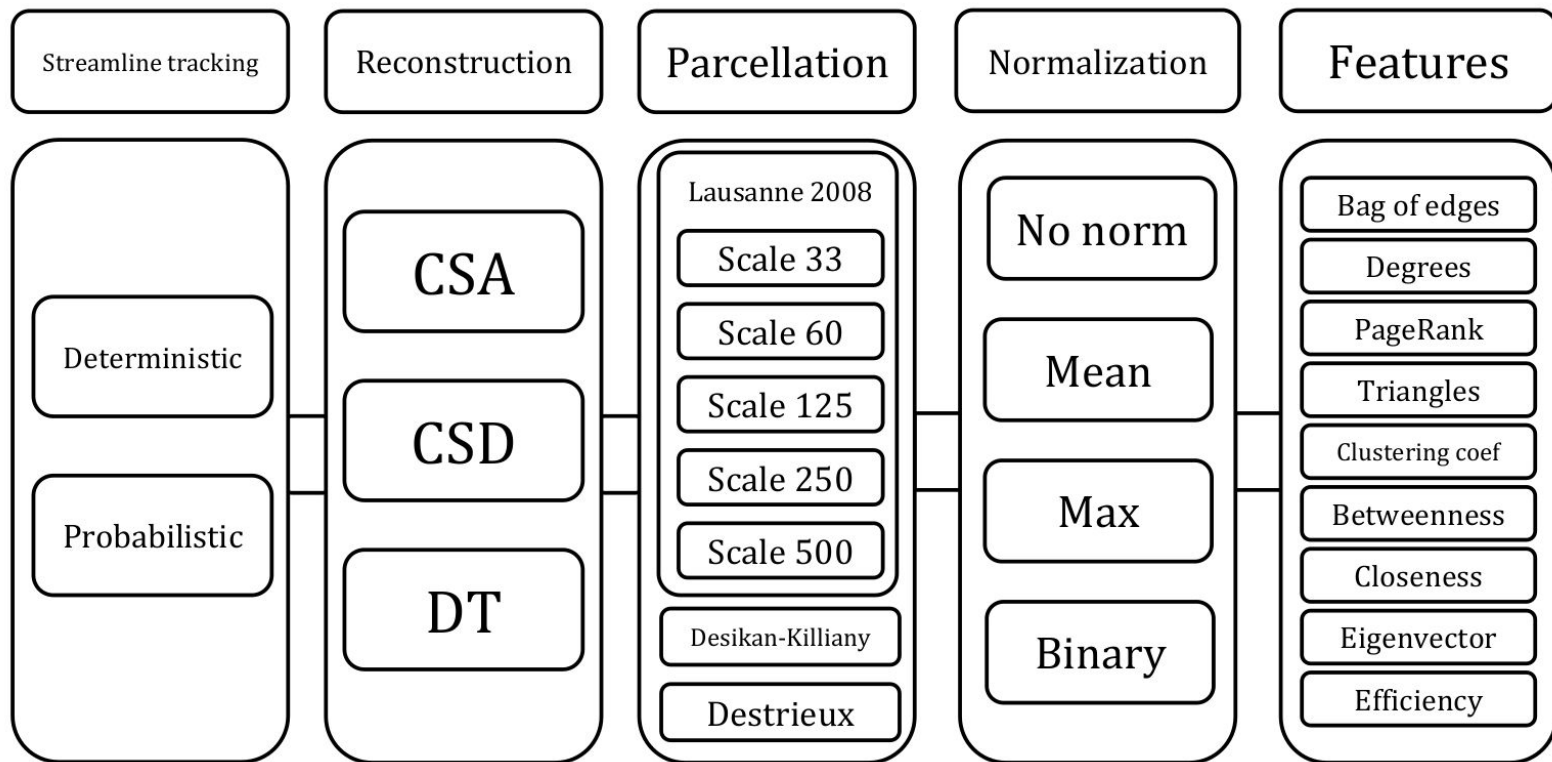 Streamline tracking
Reconstruction
Parcellation
Normalization
Features
Deterministic
Probabilistic
CSA
CSD
DT
Lausanne 2008
Scale 33
Scale 60
Scale 125
Scale 250
Scale 500
Desikan-Killiany
Destrieux
No norm
Mean
Max
Binary
Bag of edges
Degrees
PageRank
Triangles
Clustering coef
Betweenness
Closeness
Eigenvector
Efficiency